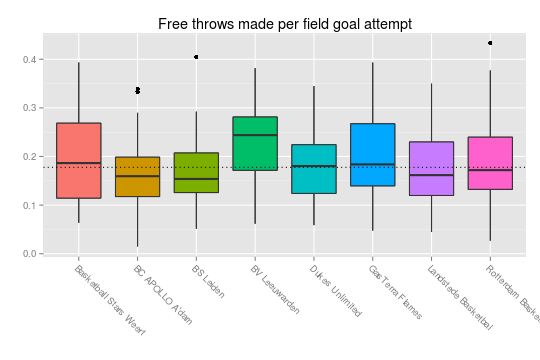 Free throws made per field goal attempt
0.4
0.3
0.2
0.1
0.0
Basketball Stars Weert
BC APOLLO A'dam
BS Leiden
BV Leeuwarden
Dukes Unlimited
GasTerra Flames
Landstede Basketbal
Rotterdam Baske